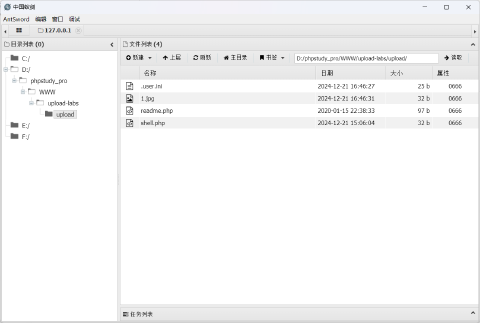 中国蚁剑
AntSword 编辑 窗口 调试
127.0.0.1
目录列表 (0)
文件列表 (4)
新建 上层 刷新 主目录 书签 D:/phpstudy_pro/WWW/upload-labs/upload/ 读取
名称 日期 大小 属性
.user.ini 2024-12-21 16:46:27 25 b 0666
1.jpg 2024-12-21 16:46:31 32 b 0666
readme.php 2020-01-15 22:38:33 97 b 0666
shell.php 2024-12-21 15:06:04 32 b 0666
C:/
D:/
phpstudy_pro
WWW
upload-labs
upload
E:/
F:/
任务列表